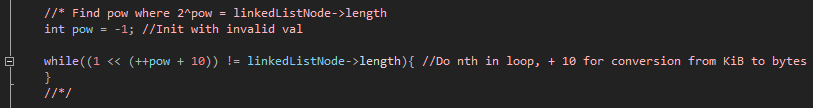 //* Find pow where 2^pow = linkedListNode->length
int pow = -1; //Init with invalid val
while((1 << (++pow + 10)) != linkedListNode->length){ //Do nth in loop, + 10 for conversion from KiB to bytes
}
//*/